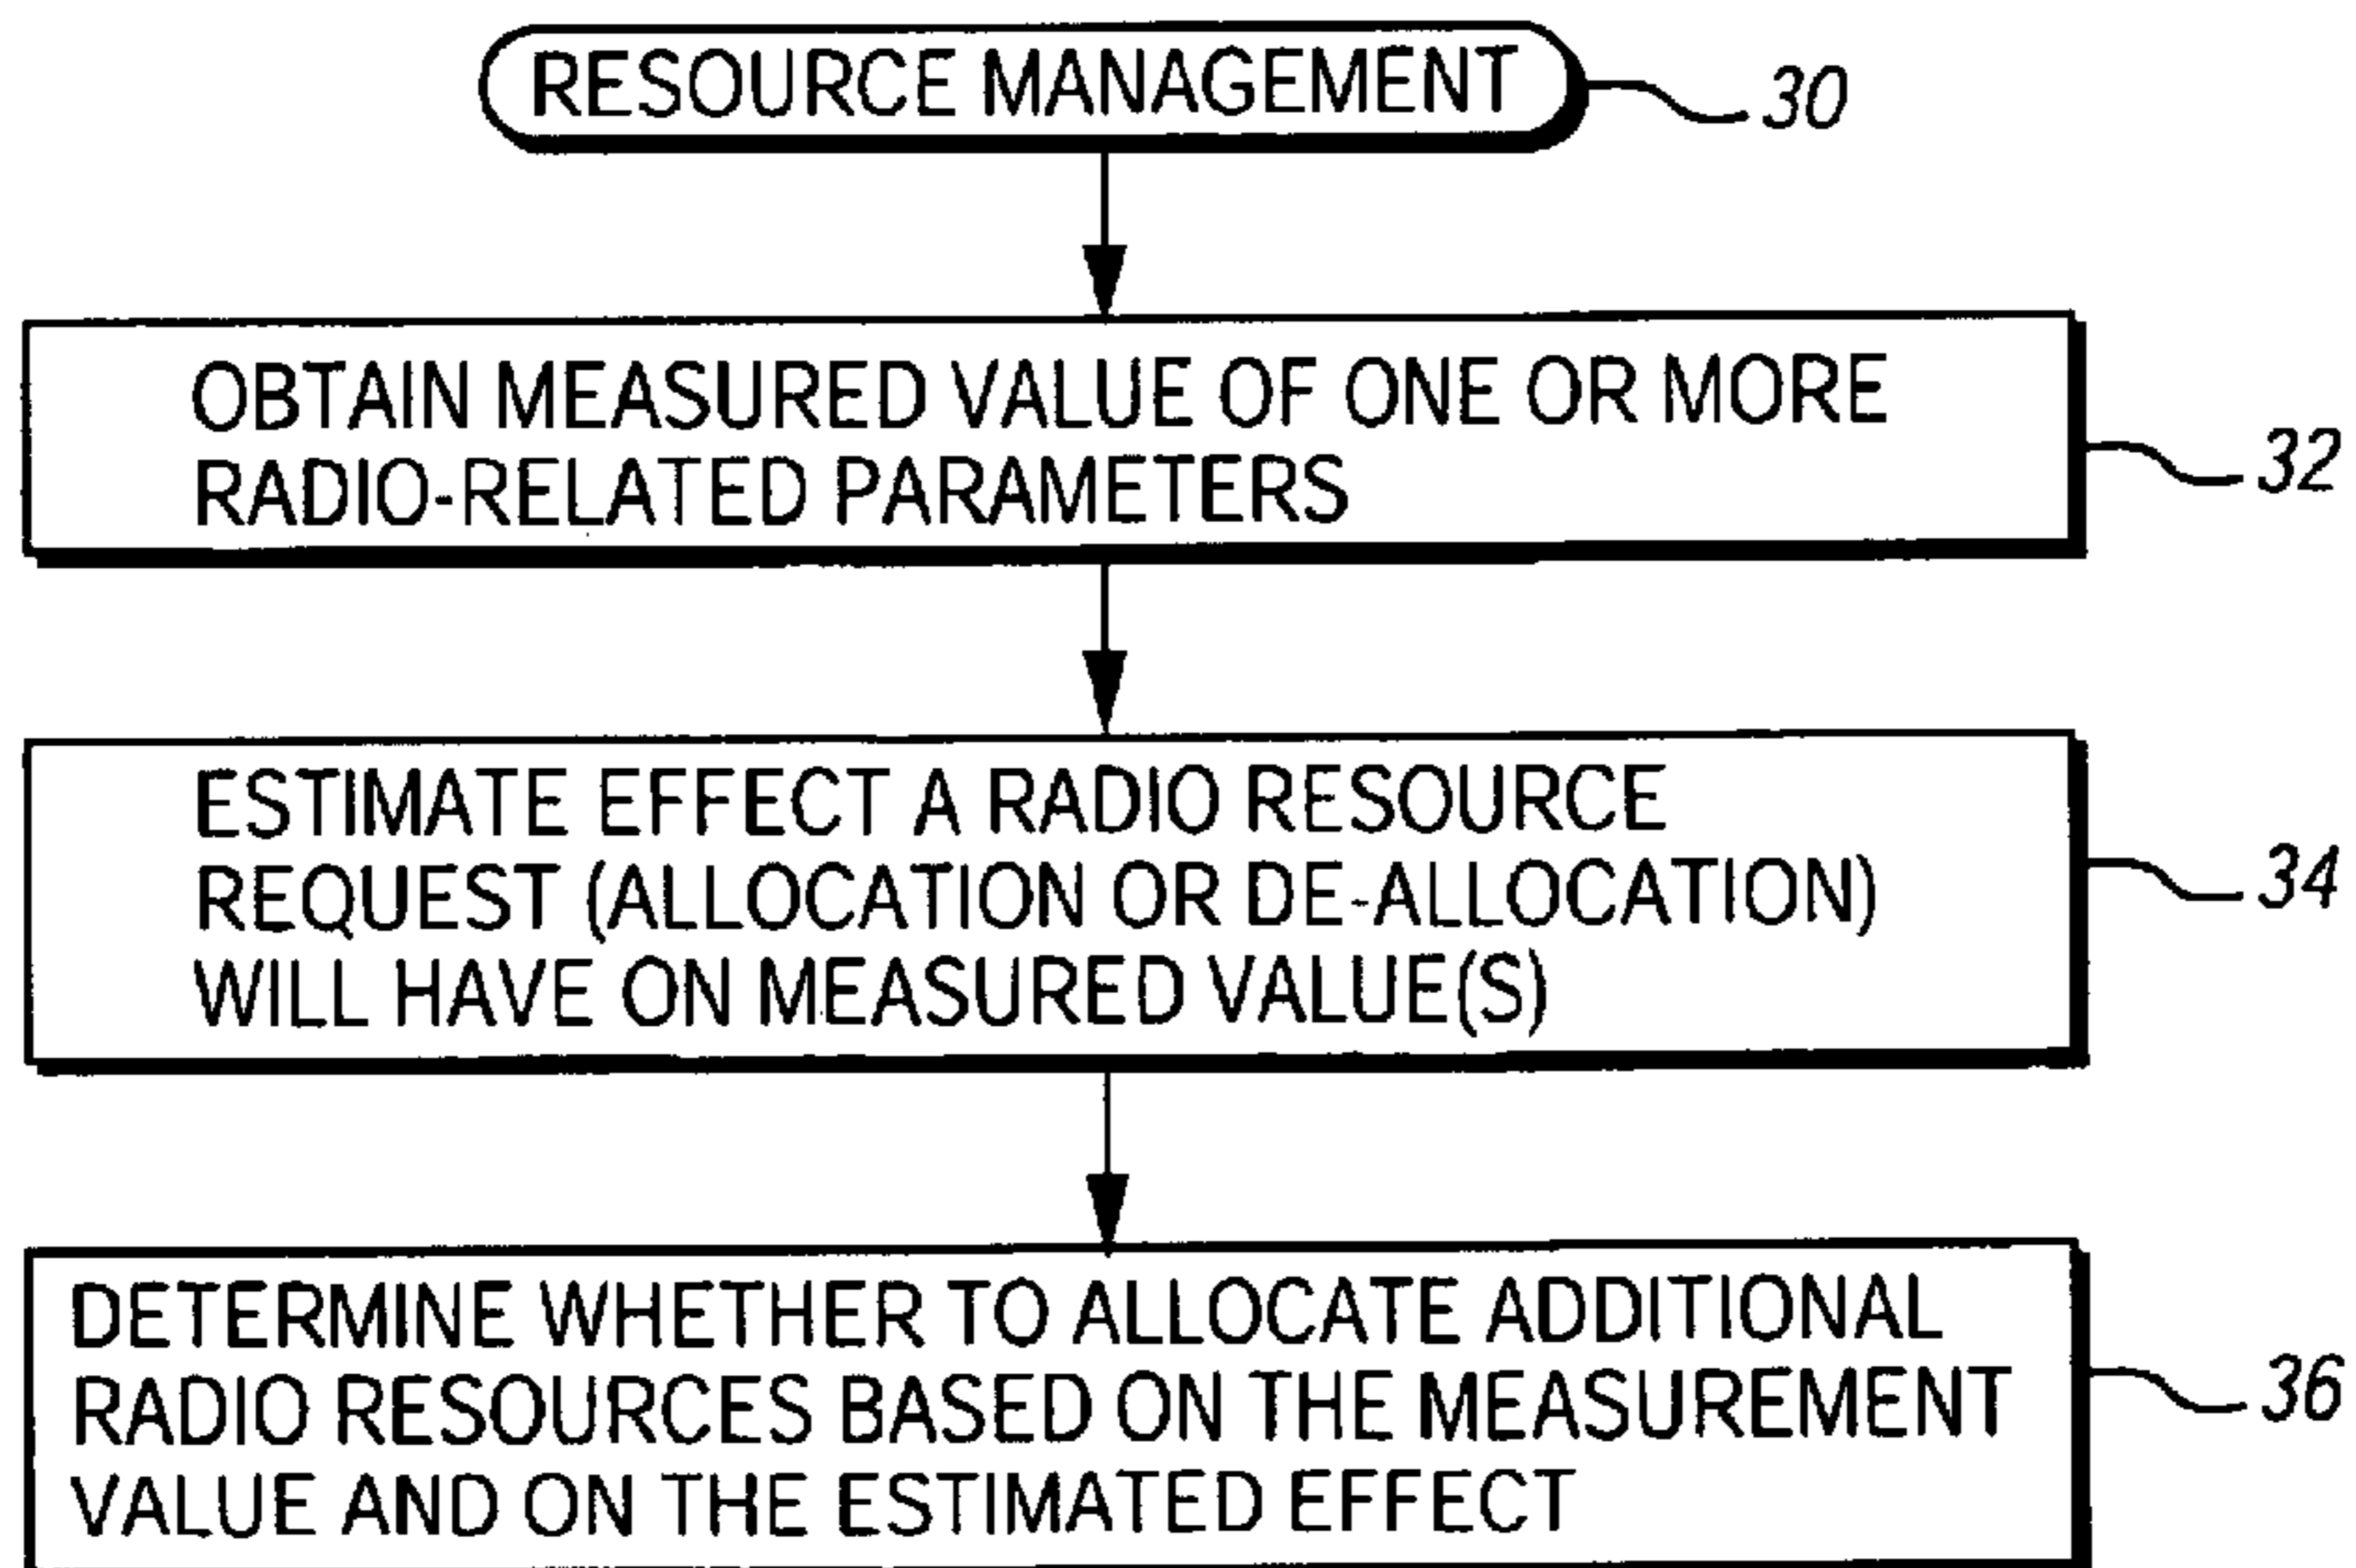 RESOURCE MANAGEMENT
30
OBTAIN MEASURED VALUE OF ONE OR MORE
RADIO-RELATED PARAMETERS
32
ESTIMATE EFFECT A RADIO RESOURCE
REQUEST (ALLOCATION OR DE-ALLOCATION)
WILL HAVE ON MEASURED VALUE(S)
34
DETERMINE WHETHER TO ALLOCATE ADDITIONAL
RADIO RESOURCES BASED ON THE MEASUREMENT
VALUE AND ON THE ESTIMATED EFFECT
36